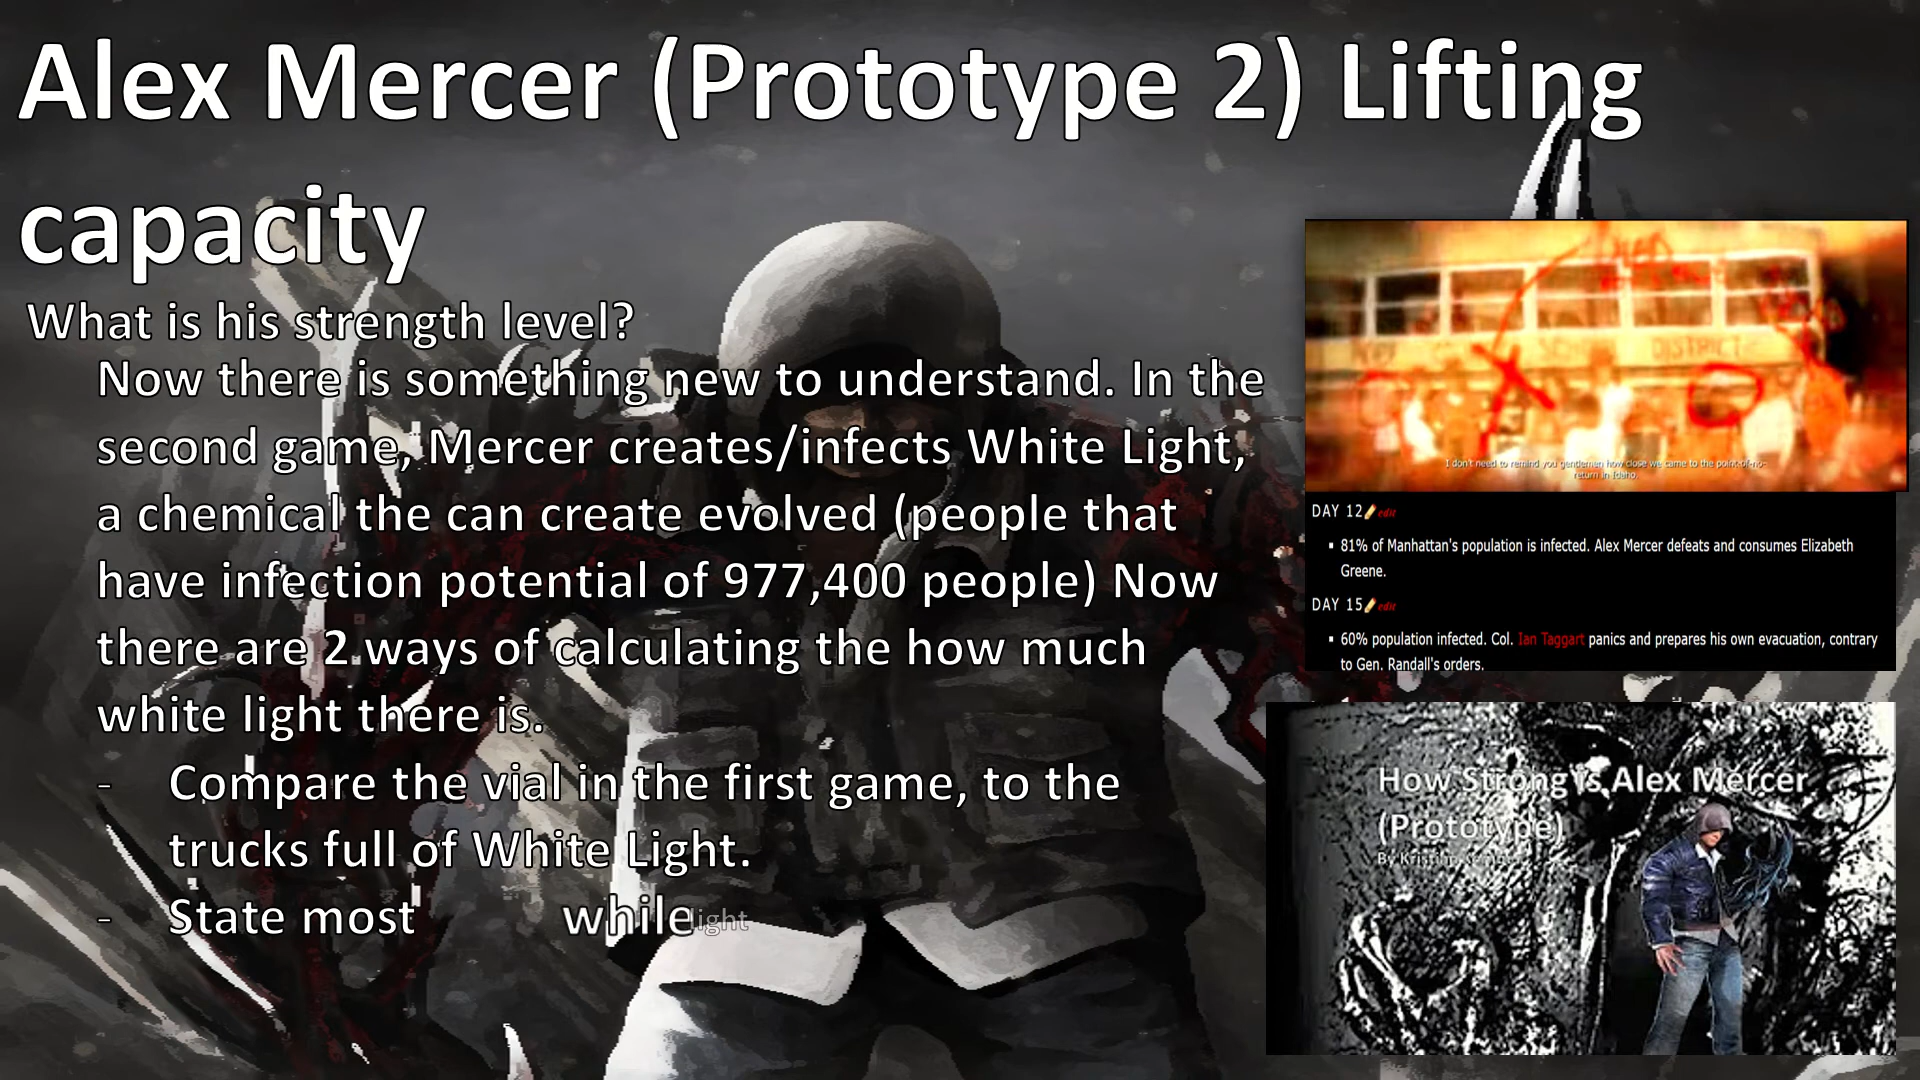 Alex Mercer (Prototype 2) Lifting
capacity
What is his strength level?
Now there is something new to understand. In the
second game, Mercer creates/infects White Light,
a chemical the can create evolved (people that
have infection potential of 977,400 people) Now
there are 2 ways of calculating the how much
white light there is.
- Compare the vial in the first game, to the
trucks full of White Light.
- State most while light
SCHOOL DISTRICT
I don't need to remind you gentleman how close we came to the point-of-no-
return in Idaho.
DAY 12 edit
▪ 81% of Manhattan's population is infected. Alex Mercer defeats and consumes Elizabeth
Greene.
DAY 15 edit
▪ 60% population infected. Col. Ian Taggart panics and prepares his own evacuation, contrary
to Gen. Randall's orders.
How Strong is Alex Mercer
(Prototype)